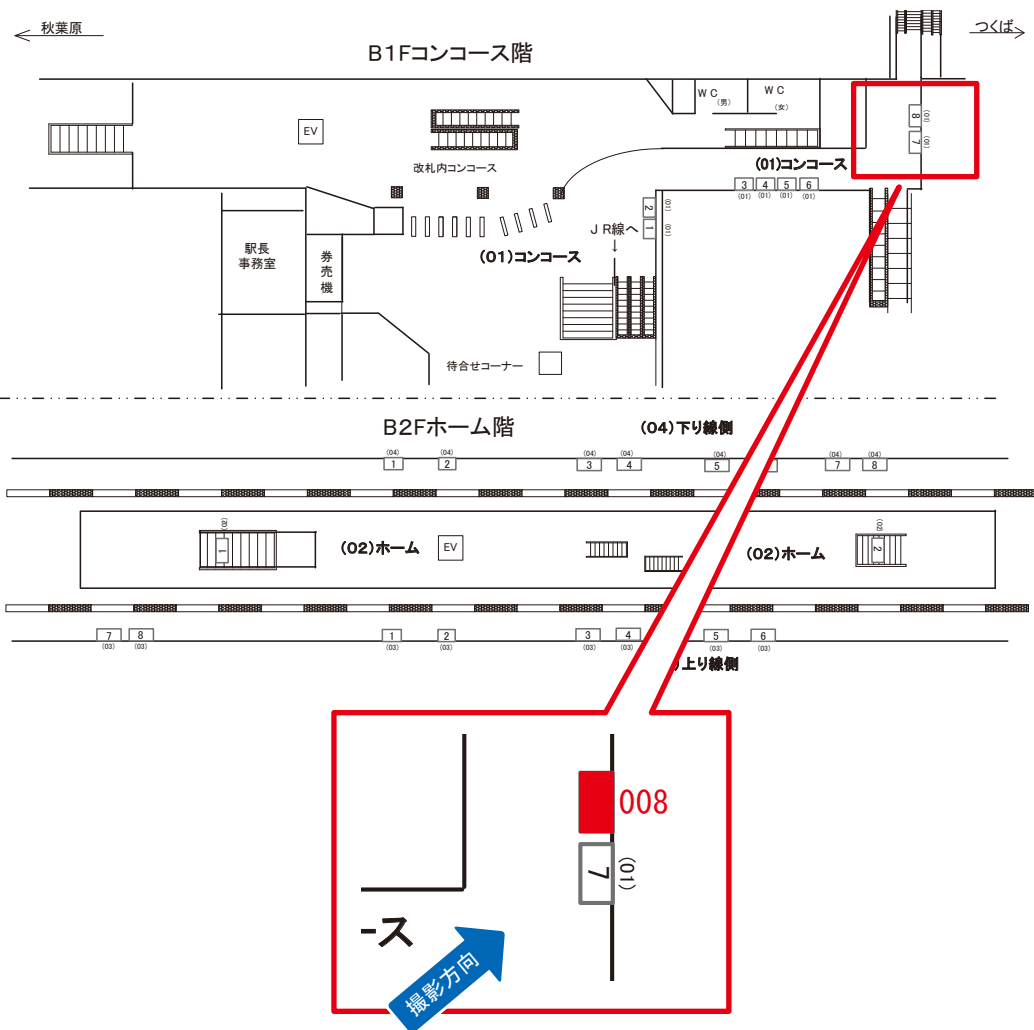 秋葉原
つくば
B1Fコンコース階
WC
(男)
WC
(女)
EV
改札内コンコース
(01)コンコース
8
(01)
7
(01)
3
4
5
6
(01)
(01)
(01)
(01)
2
(01)
1
(01)
JR線へ
↓
(01)コンコース
駅長
事務室
券売機
待合せコーナー
B2Fホーム階
(04)下り線側
(04)
(04)
(04)
(04)
(04)
(04)
(04)
1
2
3
4
5
7
8
(02)
1
(02)ホーム
EV
(02)ホーム
(02)
2
7
8
1
2
3
4
5
6
(03)
(03)
(03)
(03)
(03)
(03)
(03)
(03)
)上り線側
008
7
(01)
ース
撮影方向